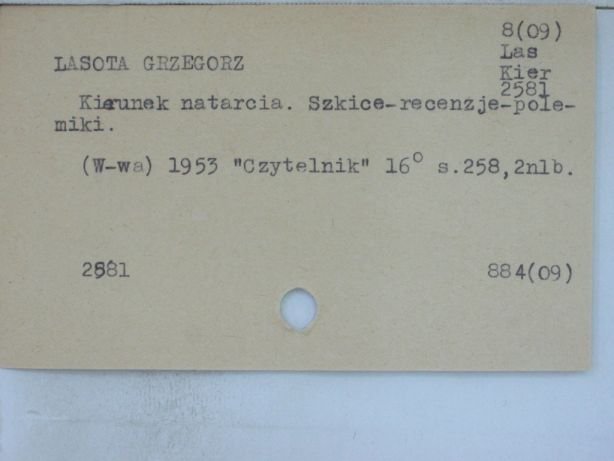 8(09)
LASOTA GRZEGORZ
Las
Kier
2581
Kierunek natarcia. Szkice-recenzje-pole-
miki.
(W-wa) 1953 "Czytelnik" 16° s.258,2nlb.
2581
884(09)